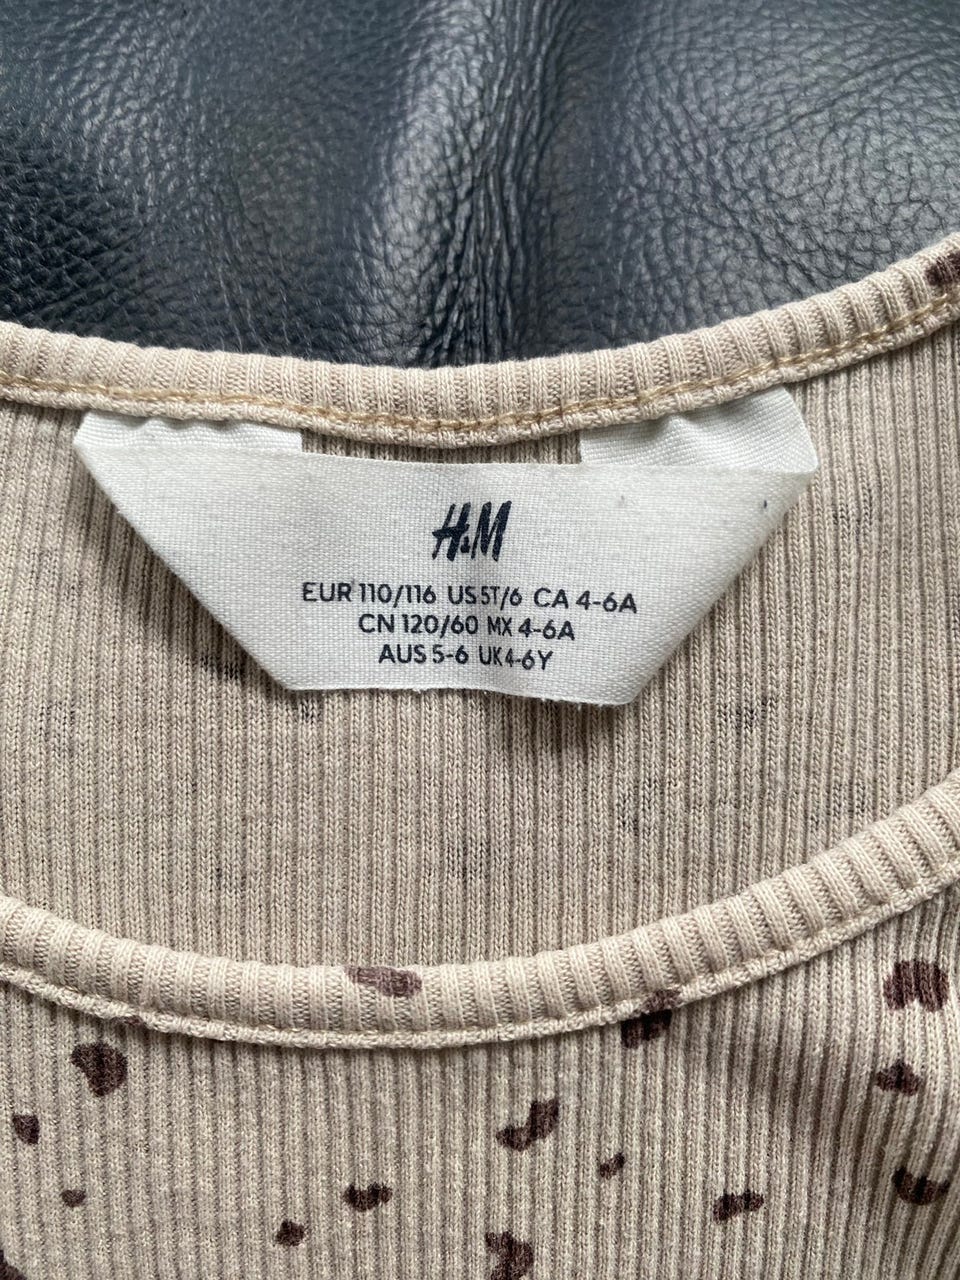 H&M
EUR 110/116 US 5T/6 CA 4-6A
CN 120/60 MX 4-6A
AUS 5-6 UK 4-6Y